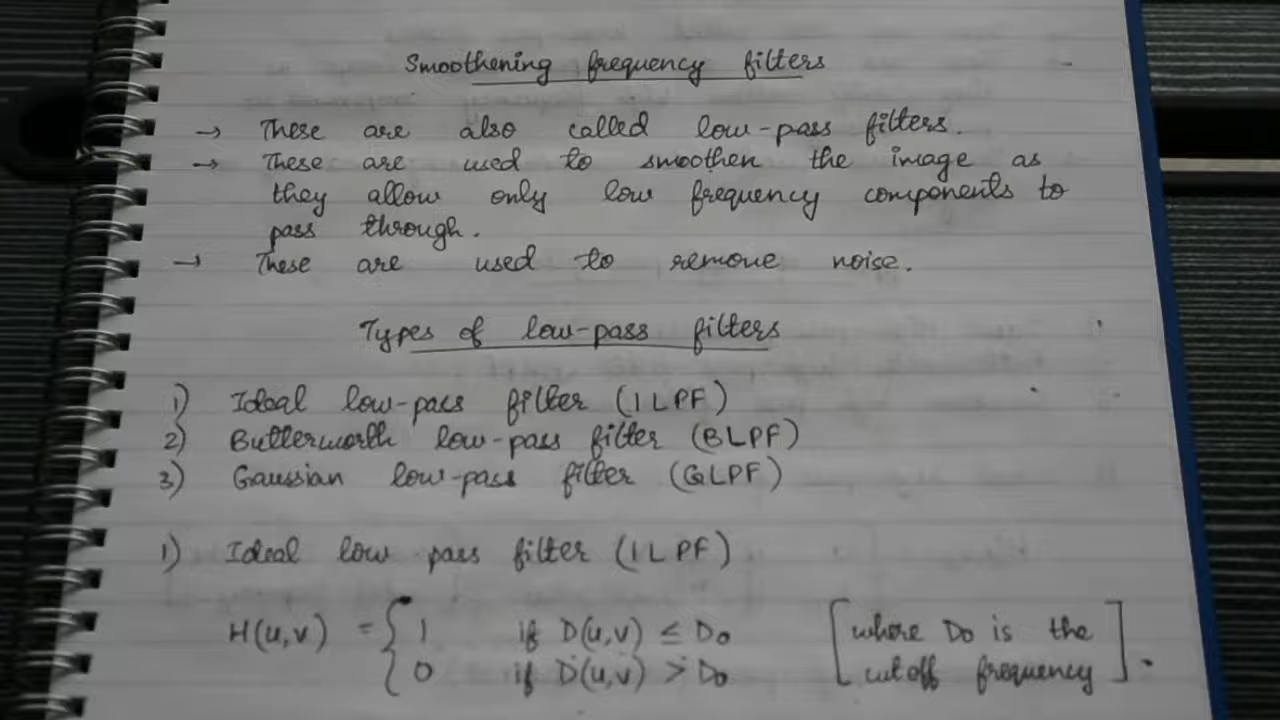 Smoothening frequency filters
→ These are also called low-pass filters.
→ These are used to smoothen the image as
they allow only low frequency components to
pass through.
→ These are used to remove noise.
Types of low-pass filters
1) Ideal low-pass filter (ILPF)
2) Butterworth low-pass filter (BLPF)
3) Gaussian low-pass filter (GLPF)
1) Ideal low pass filter (ILPF)
H(u,v) = { 1 if D(u,v) ≤ D₀ [where D₀ is the
0 if D(u,v) > D₀ cutoff frequency].